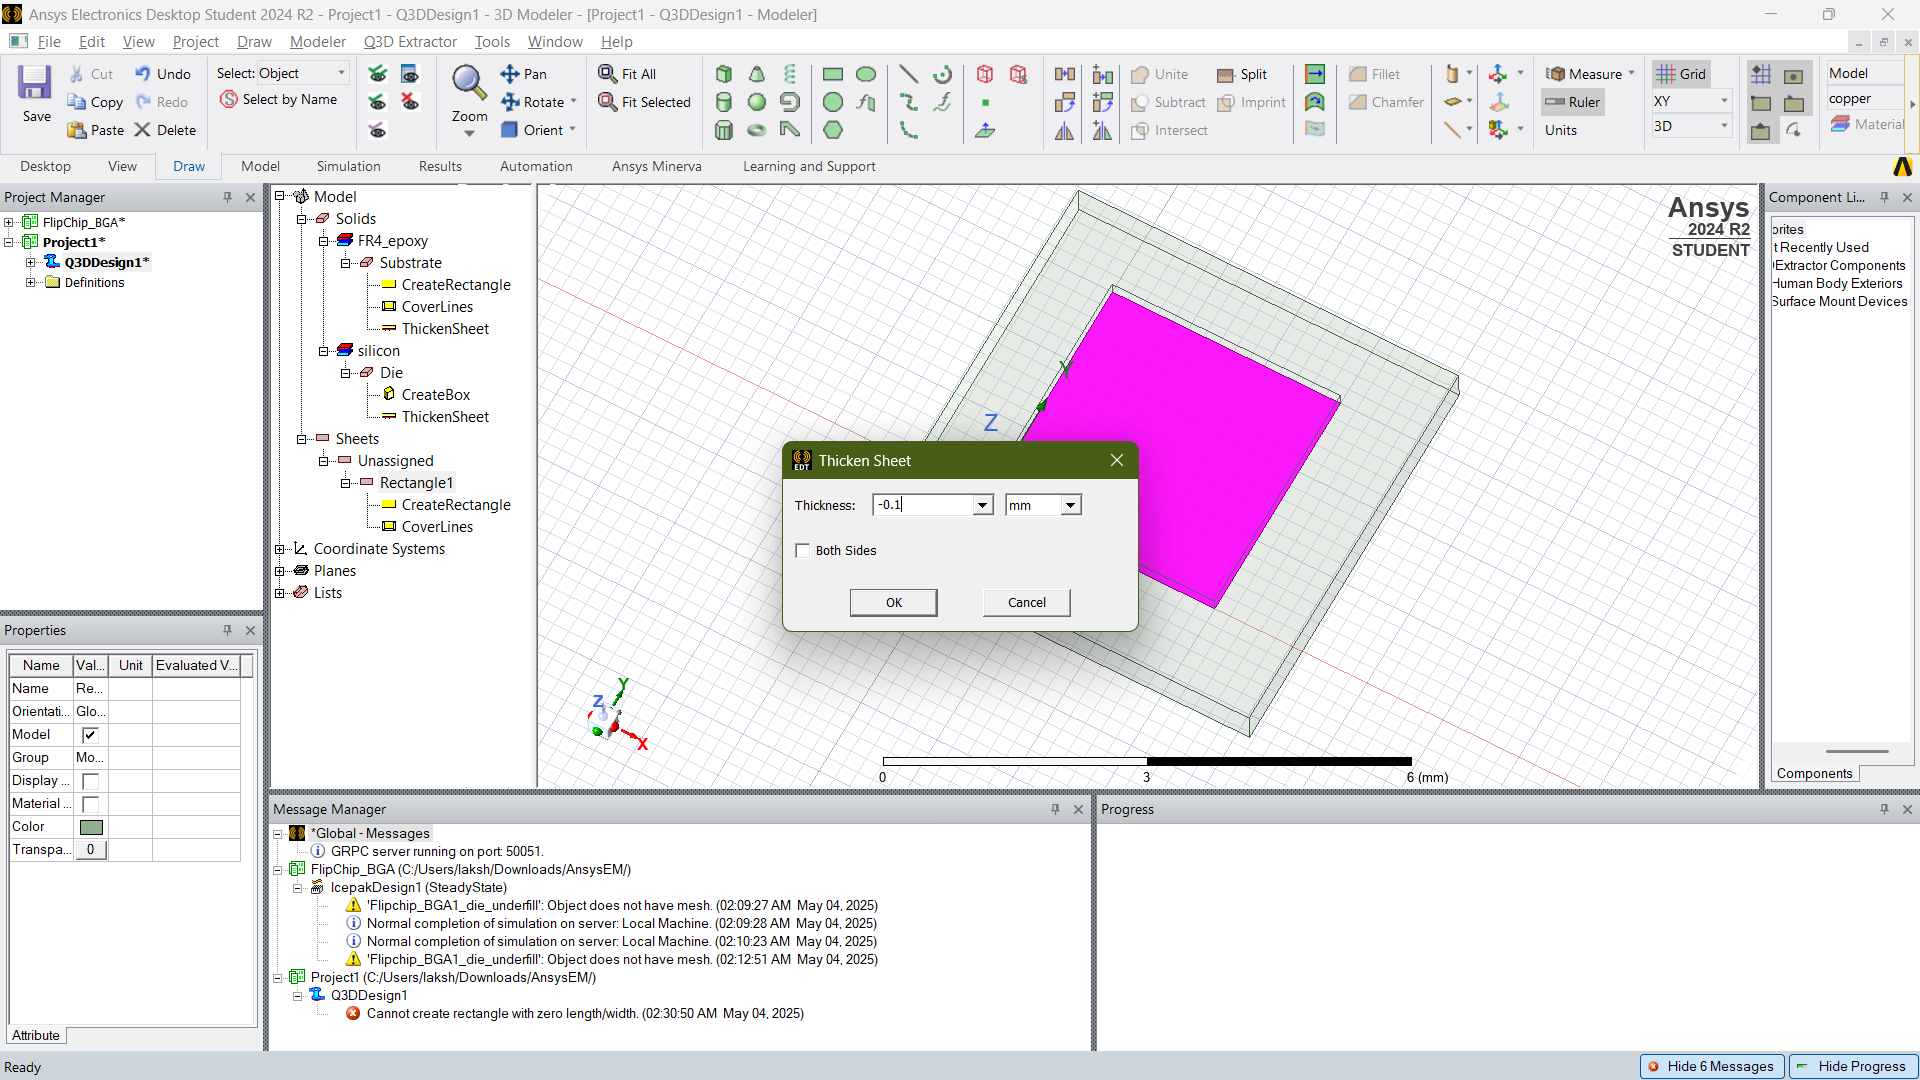 Ansys Electronics Desktop Student 2024 R2 - Project1 - Q3DDesign1 - 3D Modeler - [Project1 - Q3DDesign1 - Modeler]
File Edit View Project Draw Modeler Q3D Extractor Tools Window Help
Save
Cut
Copy
Paste
Undo
Redo
Delete
Select: Object
Select by Name
Zoom
Pan
Rotate
Orient
Fit All
Fit Selected
Unite
Subtract
Intersect
Split
Imprint
Fillet
Chamfer
Measure
Ruler
Units
Grid
XY
3D
Model
copper
Material
Desktop View Draw Model Simulation Results Automation Ansys Minerva Learning and Support
Project Manager
FlipChip_BGA*
Project1*
Q3DDesign1*
Definitions
Model
Solids
FR4_epoxy
Substrate
CreateRectangle
CoverLines
ThickenSheet
silicon
Die
CreateBox
ThickenSheet
Sheets
Unassigned
Rectangle1
CreateRectangle
CoverLines
Coordinate Systems
Planes
Lists
Ansys
2024 R2
STUDENT
Y
Z
Thicken Sheet
EDT
Thickness: -0.1 mm
Both Sides
OK Cancel
Y
Z
X
0 3 6 (mm)
Component Li...
orites
t Recently Used
Extractor Components
Human Body Exteriors
Surface Mount Devices
Components
Properties
Name Val... Unit Evaluated V...
Name Re...
Orientati... Glo...
Model
Group Mo...
Display ...
Material ...
Color
Transpa... 0
Attribute
Message Manager
*Global - Messages
GRPC server running on port: 50051.
FlipChip_BGA (C:/Users/laksh/Downloads/AnsysEM/)
IcepakDesign1 (SteadyState)
'Flipchip_BGA1_die_underfill': Object does not have mesh. (02:09:27 AM May 04, 2025)
Normal completion of simulation on server: Local Machine. (02:09:28 AM May 04, 2025)
Normal completion of simulation on server: Local Machine. (02:10:23 AM May 04, 2025)
'Flipchip_BGA1_die_underfill': Object does not have mesh. (02:12:51 AM May 04, 2025)
Project1 (C:/Users/laksh/Downloads/AnsysEM/)
Q3DDesign1
Cannot create rectangle with zero length/width. (02:30:50 AM May 04, 2025)
Progress
Ready
Hide 6 Messages
Hide Progress